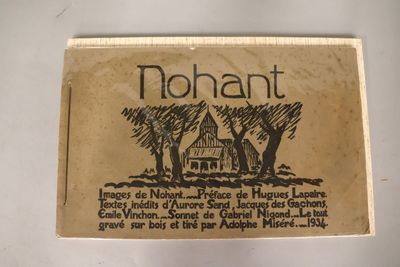 Nohant
Images de Nohant.... Préface de Hugues Lapaire.
Textes inédits d'Aurore Sand, Jacques des Gachons,
Emile Vinchon.... Sonnet de Gabriel Nigond.... Le tout
gravé sur bois et tiré par Adolphe Miséré.... 1934.